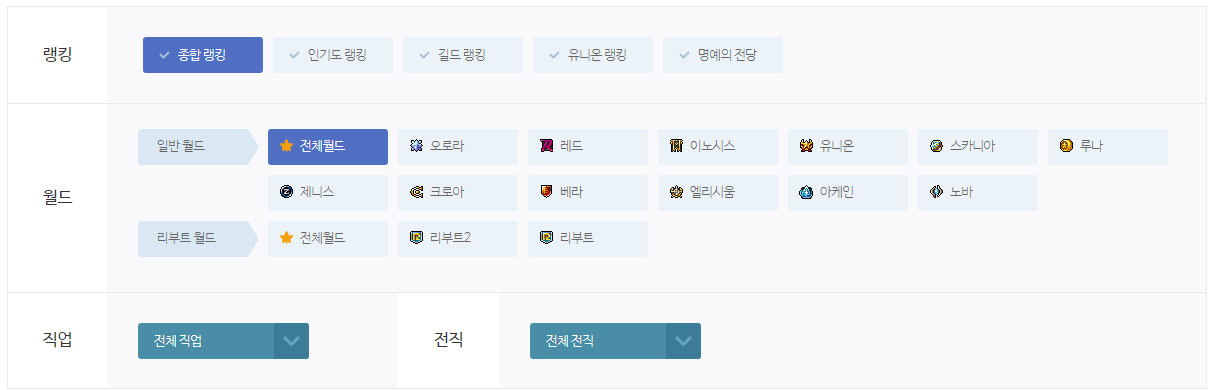 랭킹
종합 랭킹 인기도 랭킹 길드 랭킹 유니온 랭킹 명예의 전당
월드
일반 월드 전체월드 오로라 레드 이노시스 유니온 스카니아 루나
제니스 크로아 베라 엘리시움 아케인 노바
리부트 월드 전체월드 리부트2 리부트
직업 전체 직업 전직 전체 전직